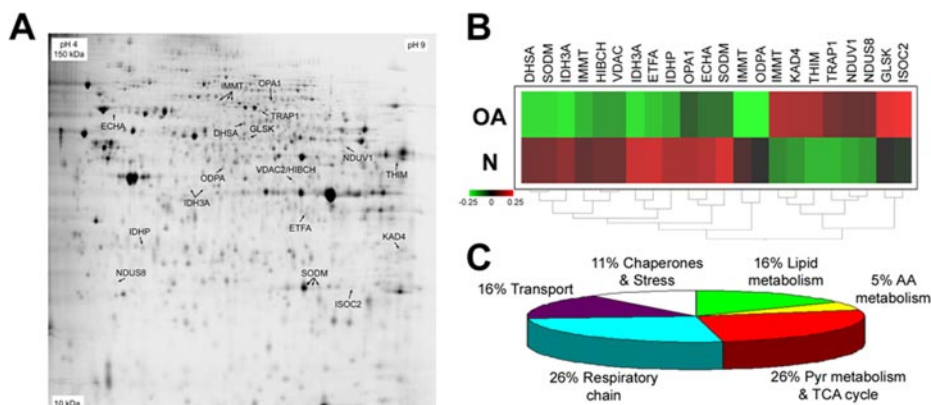 A
pH 4
150 kDa
pH 9
IMMT
OPA1
TRAP1
ECHA
DHSA
GLSK
NDUV1
THIM
ODPA
VDAC2/HIBCH
IDH3A
ETFA
IDHP
KAD4
NDUS8
SODM
ISOC2
10 kDa
B
DHSA
SODM
IDH3A
IMMT
HIBCH
VDAC
IDH3A
ETFA
IDHP
OPA1
ECHA
SODM
IMMT
ODPA
IMMT
KAD4
THIM
TRAP1
NDUV1
NDUS8
GLSK
ISOC2
OA
N
-0.25 0 0.25
C
11% Chaperones
& Stress
16% Lipid
metabolism
5% AA
metabolism
16% Transport
26% Respiratory
chain
26% Pyr metabolism
& TCA cycle